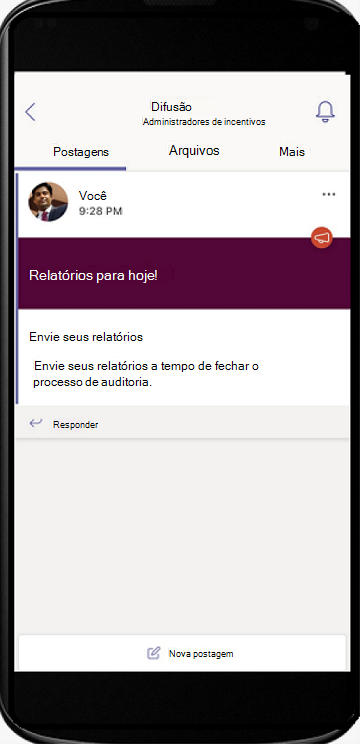 Difusão
Administradores de incentivos
Postagens
Arquivos
Mais
Você
9:28 PM
Relatórios para hoje!
Envie seus relatórios
Envie seus relatórios a tempo de fechar o
processo de auditoria.
Responder
Nova postagem